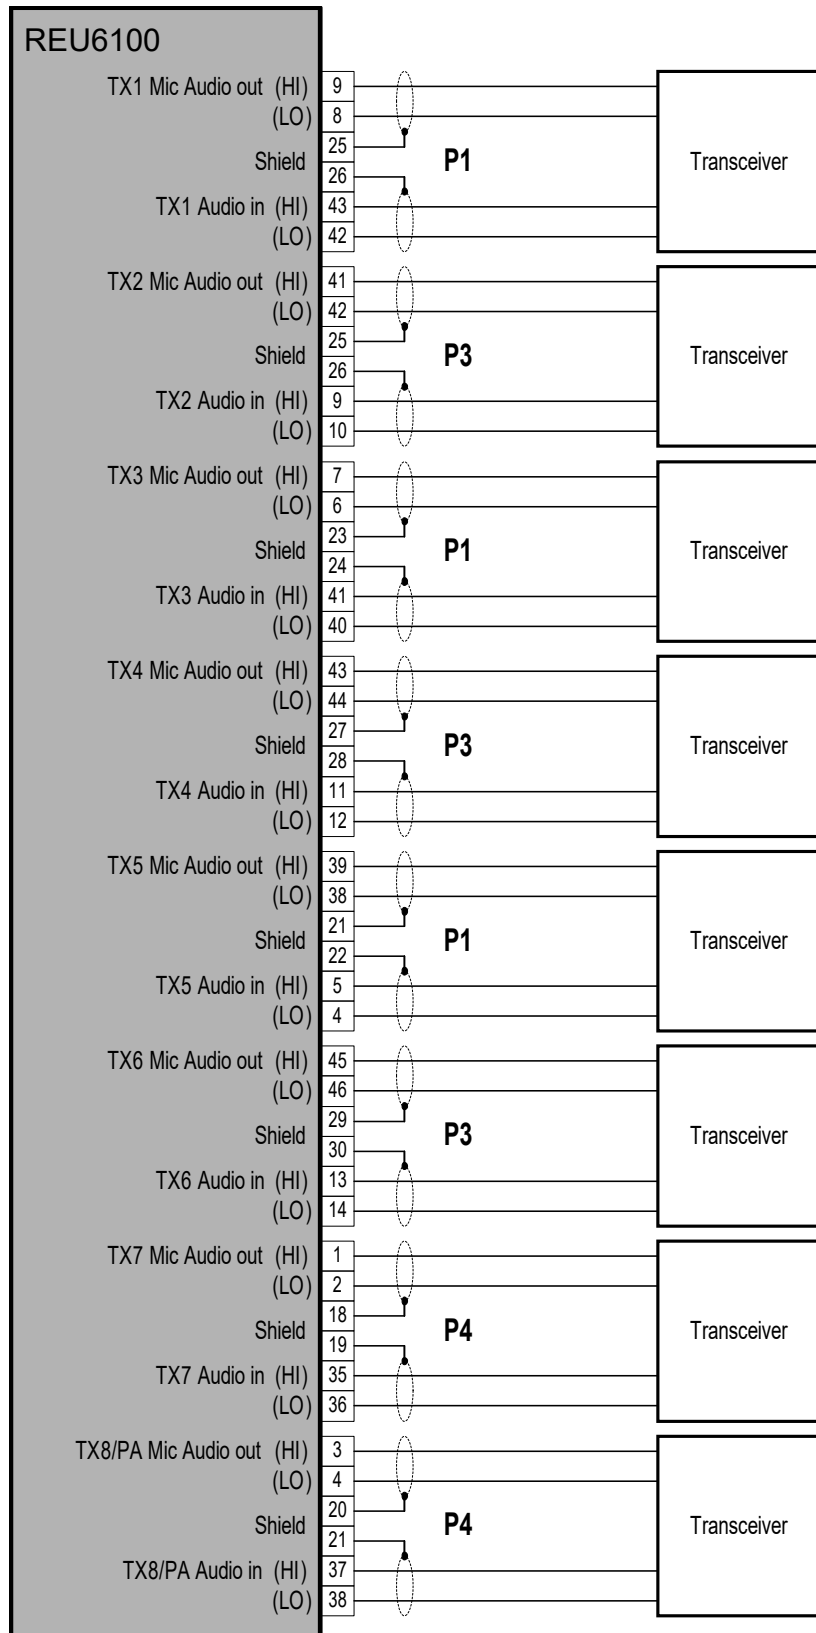 REU6100
TX1 Mic Audio out (HI) 9
(LO) 8
25
Shield P1 Transceiver
26
TX1 Audio in (HI) 43
(LO) 42
TX2 Mic Audio out (HI) 41
(LO) 42
25
Shield P3 Transceiver
26
TX2 Audio in (HI) 9
(LO) 10
TX3 Mic Audio out (HI) 7
(LO) 6
23
Shield P1 Transceiver
24
TX3 Audio in (HI) 41
(LO) 40
TX4 Mic Audio out (HI) 43
(LO) 44
27
Shield P3 Transceiver
28
TX4 Audio in (HI) 11
(LO) 12
TX5 Mic Audio out (HI) 39
(LO) 38
21
Shield P1 Transceiver
22
TX5 Audio in (HI) 5
(LO) 4
TX6 Mic Audio out (HI) 45
(LO) 46
29
Shield P3 Transceiver
30
TX6 Audio in (HI) 13
(LO) 14
TX7 Mic Audio out (HI) 1
(LO) 2
18
Shield P4 Transceiver
19
TX7 Audio in (HI) 35
(LO) 36
TX8/PA Mic Audio out (HI) 3
(LO) 4
20
Shield P4 Transceiver
21
TX8/PA Audio in (HI) 37
(LO) 38